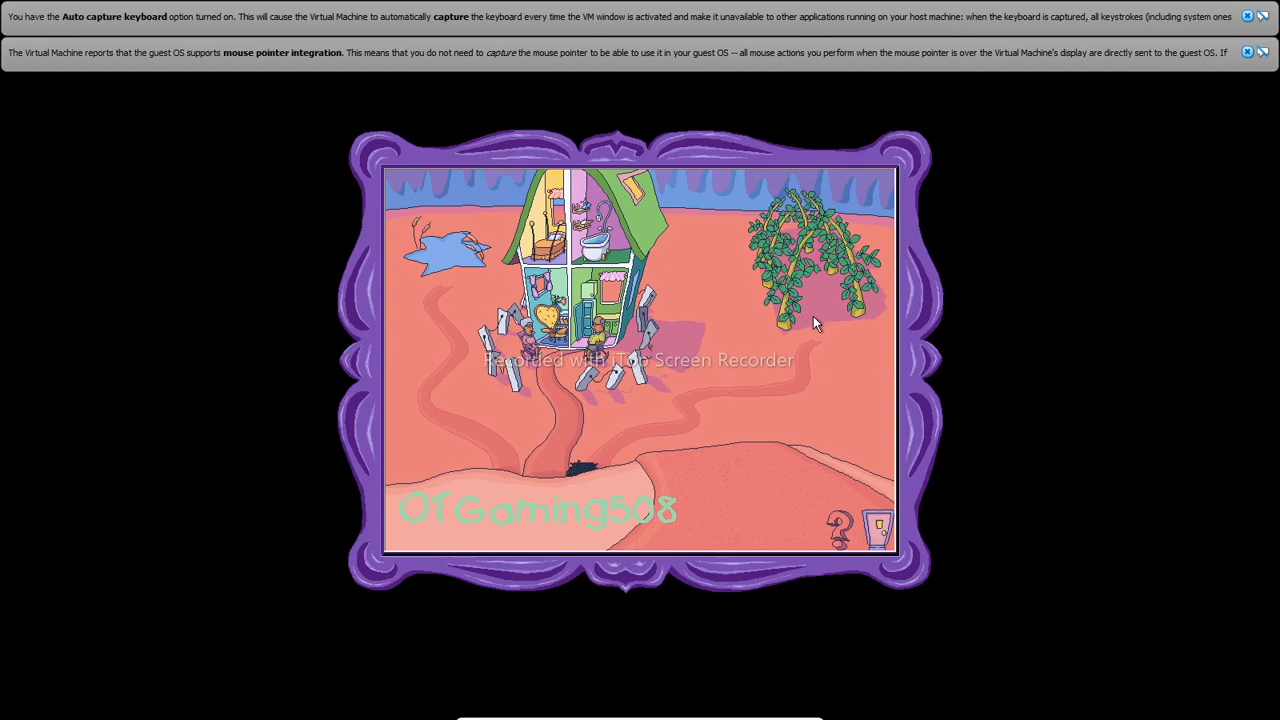 You have the Auto capture keyboard option turned on. This will cause the Virtual Machine to automatically capture the keyboard every time the VM window is activated and make it unavailable to other applications running on your host machine: when the keyboard is captured, all keystrokes (including system ones
The Virtual Machine reports that the guest OS supports mouse pointer integration. This means that you do not need to capture the mouse pointer to be able to use it in your guest OS -- all mouse actions you perform when the mouse pointer is over the Virtual Machine's display are directly sent to the guest OS. If
Recorded with iTop Screen Recorder
OTGaming508
?